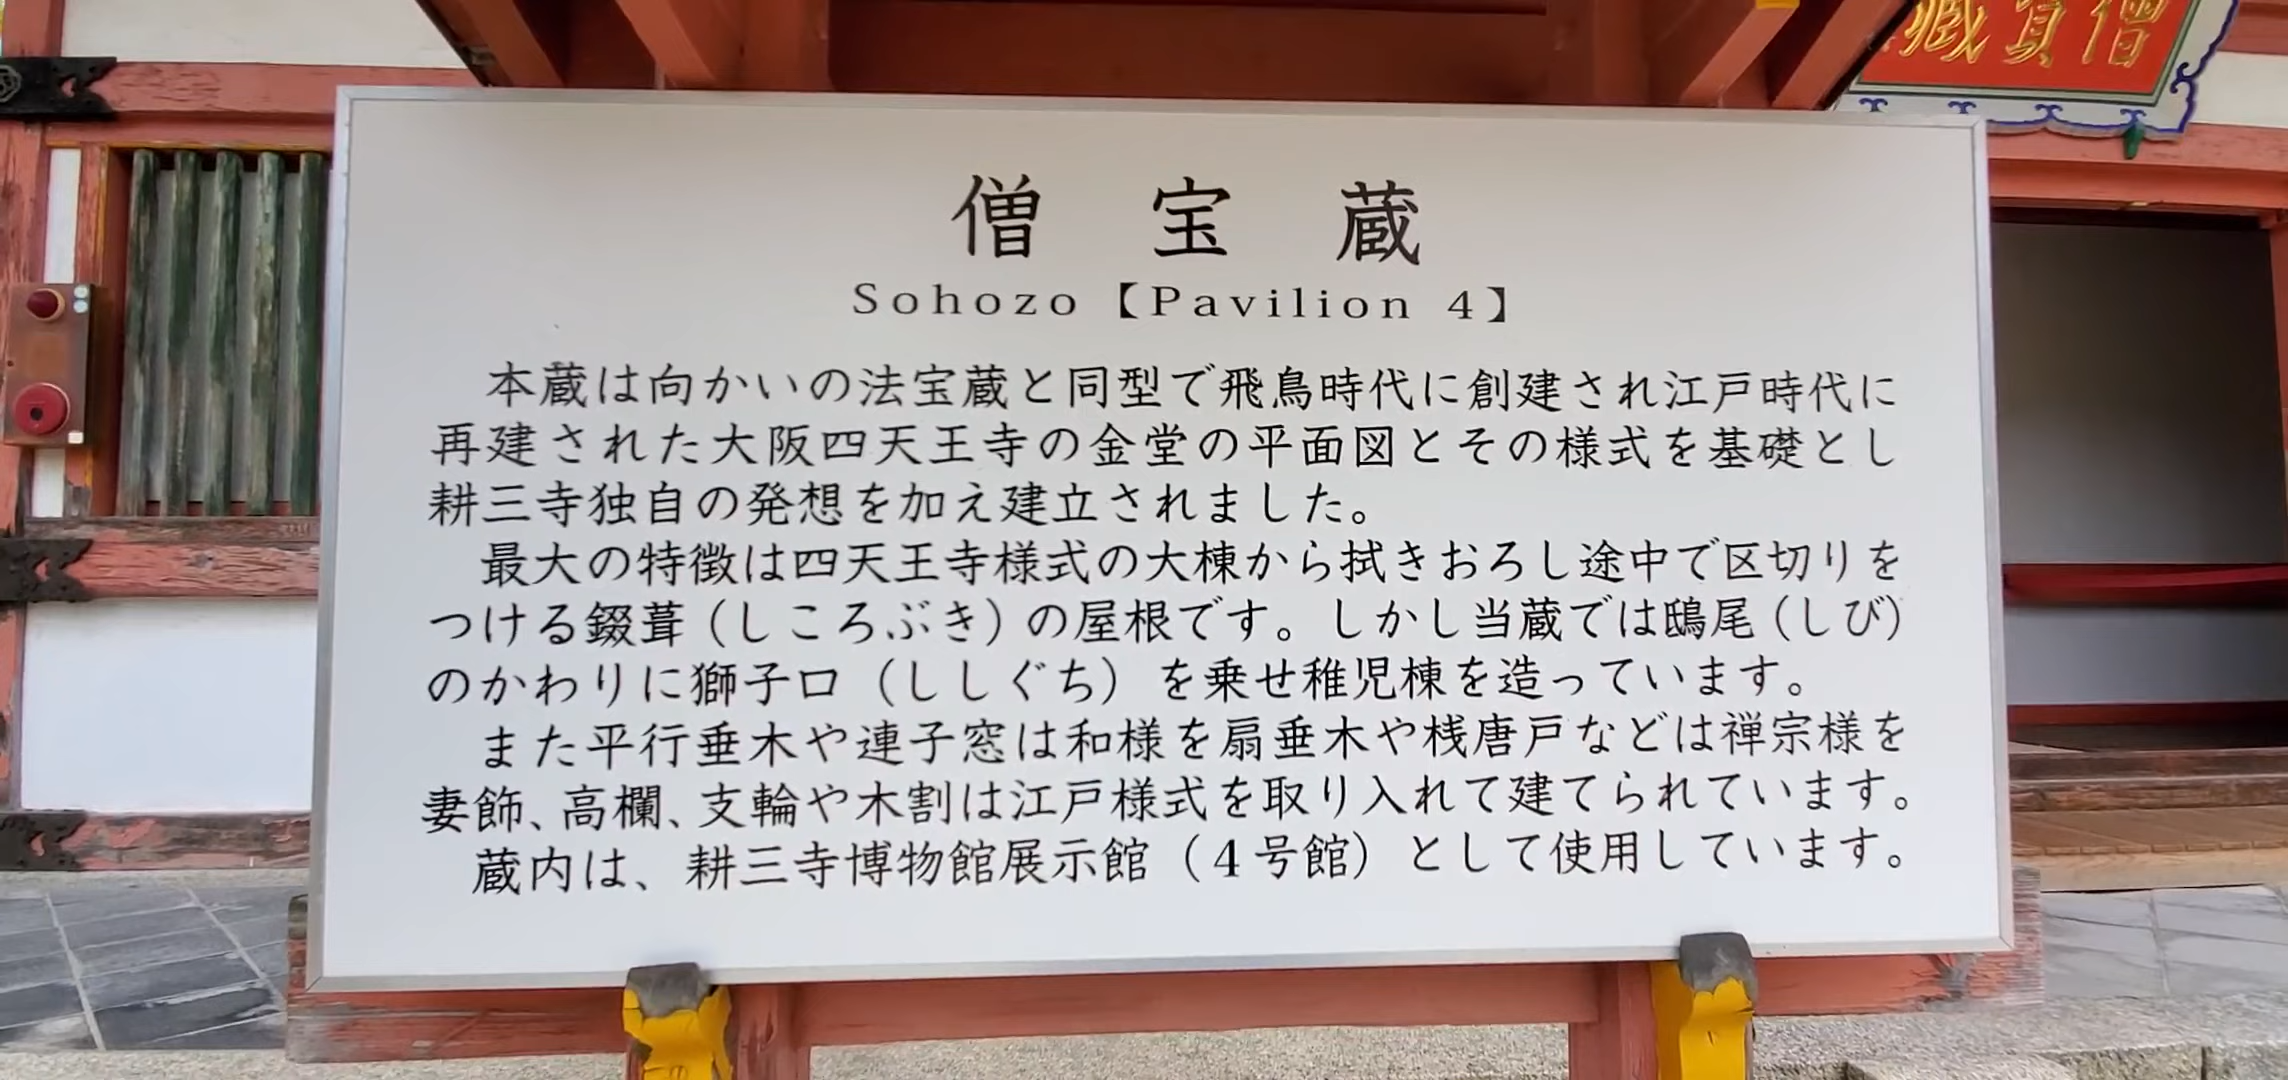 僧寳蔵
僧宝蔵
Sohozo【Pavilion 4】
本蔵は向かいの法宝蔵と同型で飛鳥時代に創建され江戸時代に
再建された大阪四天王寺の金堂の平面図とその様式を基礎とし
耕三寺独自の発想を加え建立されました。
最大の特徴は四天王寺様式の大棟から拭きおろし途中で区切りを
つける錣葺（しころぶき）の屋根です。しかし当蔵では鴟尾（しび）
のかわりに獅子口（ししぐち）を乗せ稚児棟を造っています。
また平行垂木や連子窓は和様を扇垂木や桟唐戸などは禅宗様を
妻飾、高欄、支輪や木割は江戸様式を取り入れて建てられています。
蔵内は、耕三寺博物館展示館（4号館）として使用しています。